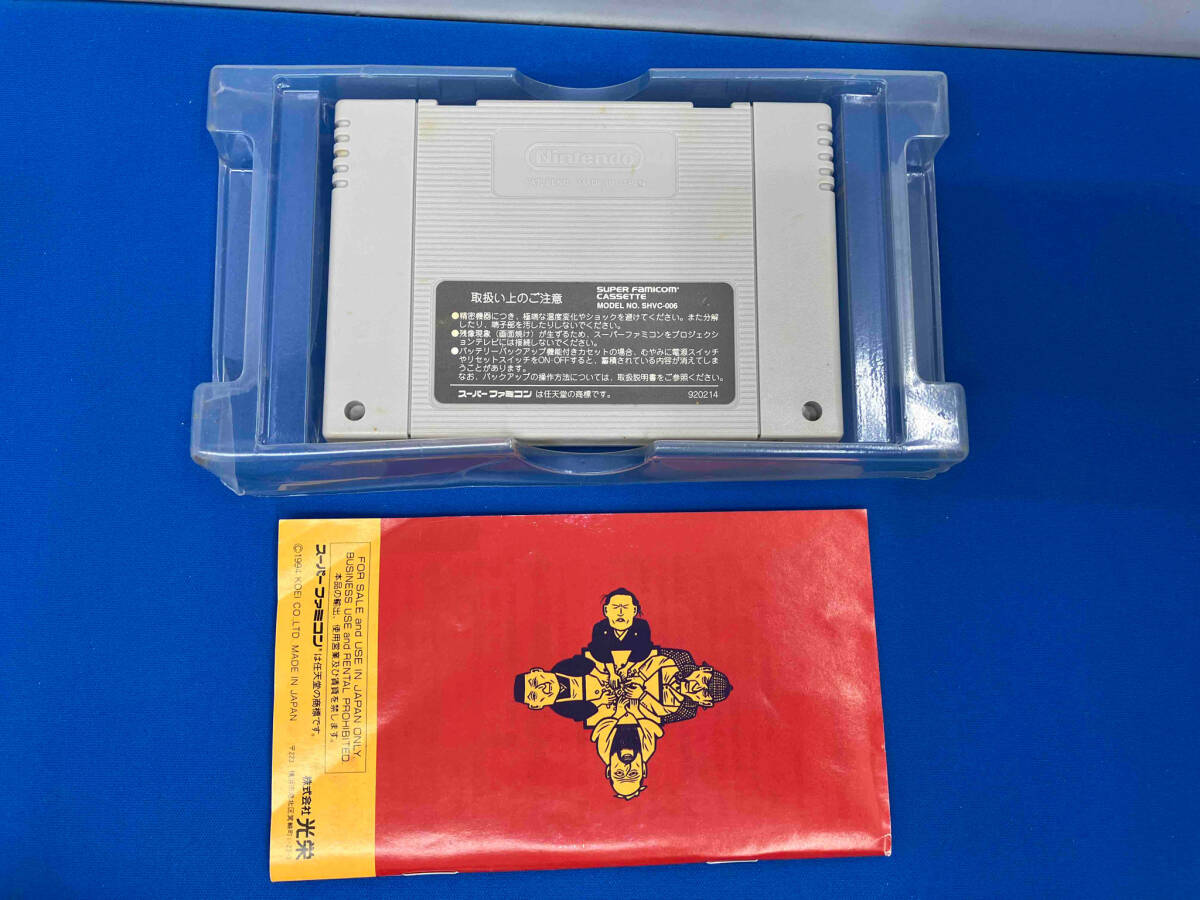 Nintendo
取扱い上のご注意
SUPER FAMICOM
CASSETTE
MODEL NO. SHVC-006
●精密機器につき、極端な温度変化やショックを避けてください。また分解
したり、端子部を汚したりしないでください。
●残像現象（画面焼け）が生ずるため、スーパーファミコンをプロジェクシ
ョンテレビには接続しないでください。
●バッテリーバックアップ機能付きカセットの場合、むやみに電源スイッチ
やリセットスイッチをON-OFFすると、蓄積されている内容が消えてしま
うことがあります。
なお、バックアップの操作方法については、取扱説明書をご参照ください。
スーパーファミコンは任天堂の商標です。
920214
FOR SALE and USE IN JAPAN ONLY.
BUSINESS USE and RENTAL PROHIBITED.
本品の輸出、使用営業及び賃貸を禁じます。
スーパーファミコンは任天堂の商標です。
©1994 KOEI CO.,LTD. MADE IN JAPAN
株式会社 光栄
〒223